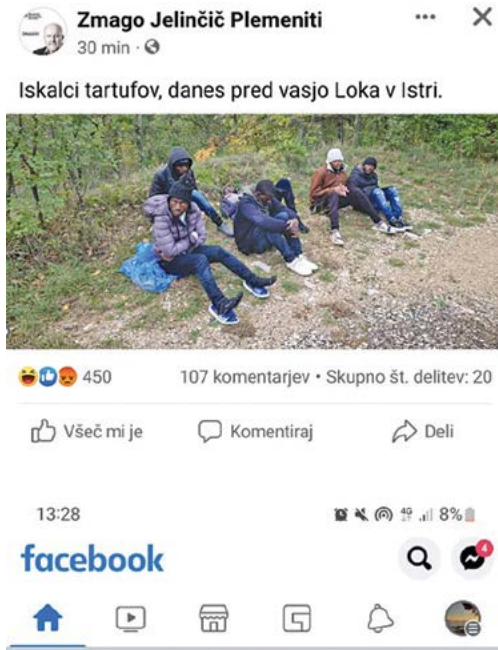 Zmago Jelinčič Plemeniti
30 min
Iskalci tartufov, danes pred vasjo Loka v Istri.
450
107 komentarjev • Skupno št. delitev: 20
Všeč mi je
Komentiraj
Deli
13:28
4G
8%
facebook
4